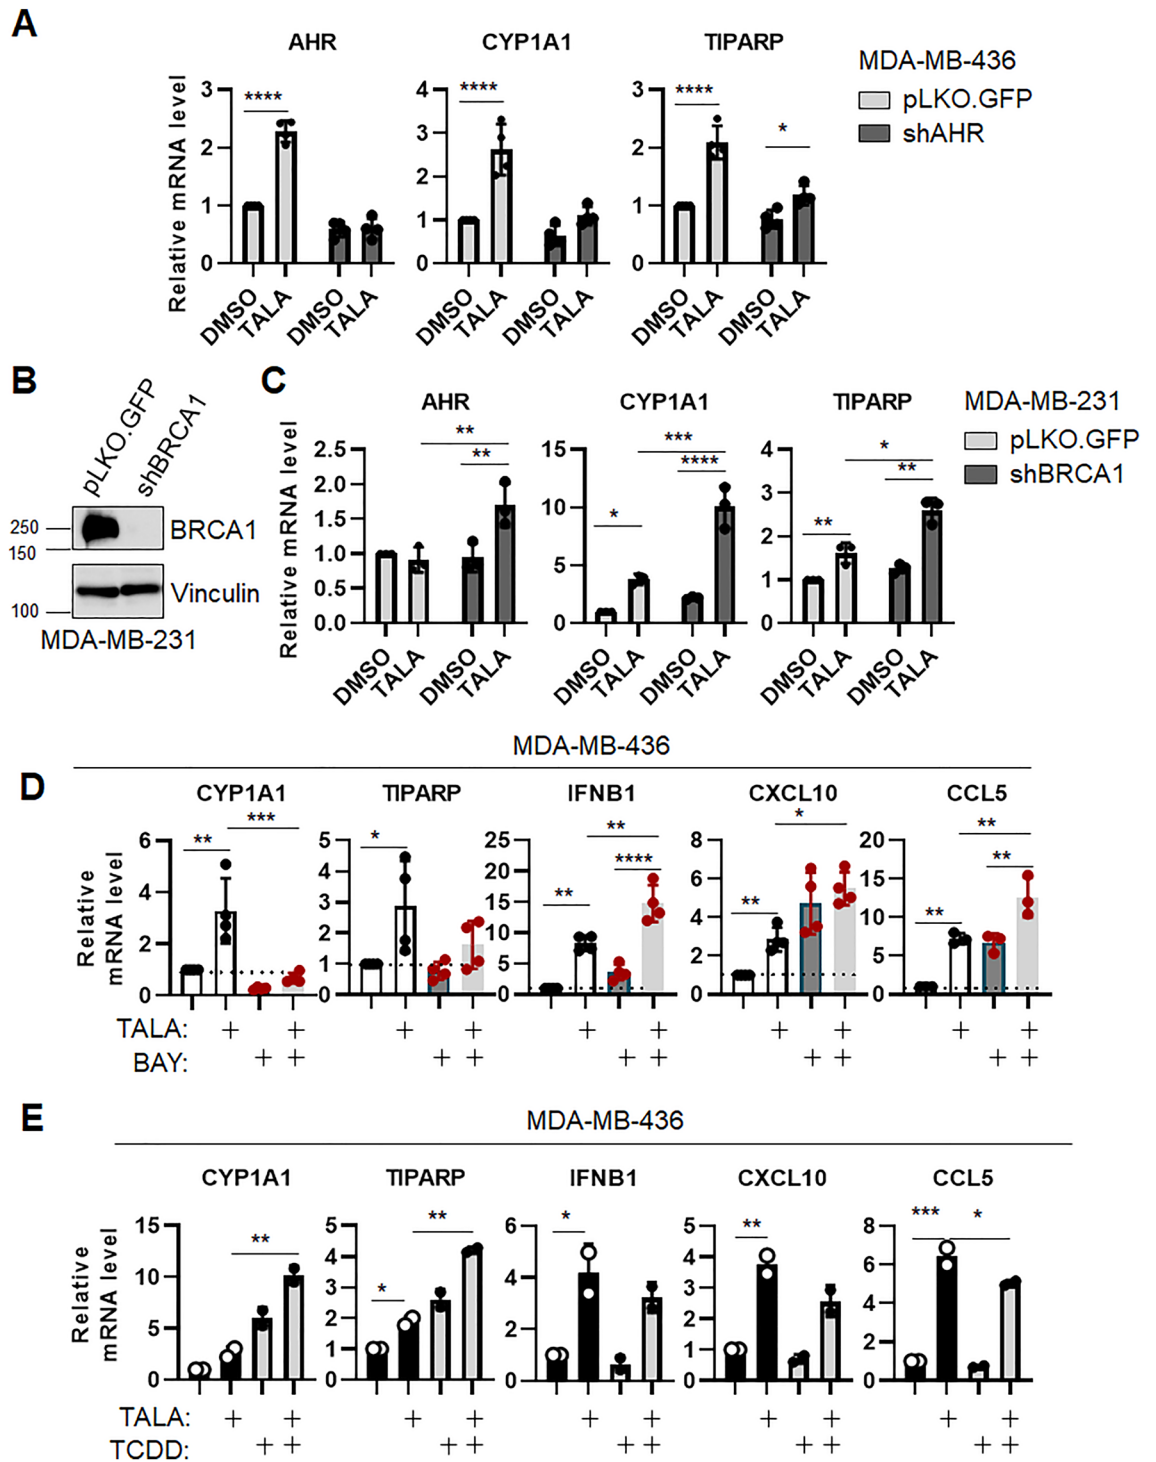 A
AHR CYP1A1 TIPARP
MDA-MB-436
pLKO.GFP
shAHR
Relative mRNA level
3 2 1 0
**** 
4 3 2 1 0
****
3 2 1 0
**** *
DMSO TALA DMSO TALA DMSO TALA DMSO TALA DMSO TALA DMSO TALA
B
pLKO.GFP shBRCA1
250
150
BRCA1
100
Vinculin
MDA-MB-231
C
AHR CYP1A1 TIPARP
MDA-MB-231
pLKO.GFP
shBRCA1
Relative mRNA level
2.5 2.0 1.5 1.0 0.5 0.0
** **
15 10 5 0
* *** ****
4 3 2 1 0
** * **
DMSO TALA DMSO TALA DMSO TALA DMSO TALA DMSO TALA DMSO TALA
MDA-MB-436
D
CYP1A1 TIPARP IFNB1 CXCL10 CCL5
Relative
mRNA level
6 4 2 0
** ***
5 4 3 2 1 0
*
25 20 15 10 5 0
** ** ****
8 6 4 2 0
** *
20 15 10 5 0
** ** **
TALA: + + + + + + + + + +
BAY: + + + + + + + + + +
MDA-MB-436
E
CYP1A1 TIPARP IFNB1 CXCL10 CCL5
Relative
mRNA level
15 10 5 0
**
5 4 3 2 1 0
* **
6 4 2 0
*
5 4 3 2 1 0
**
8 6 4 2 0
*** *
TALA: + + + + + + + + + +
TCDD: + + + + + + + + + +